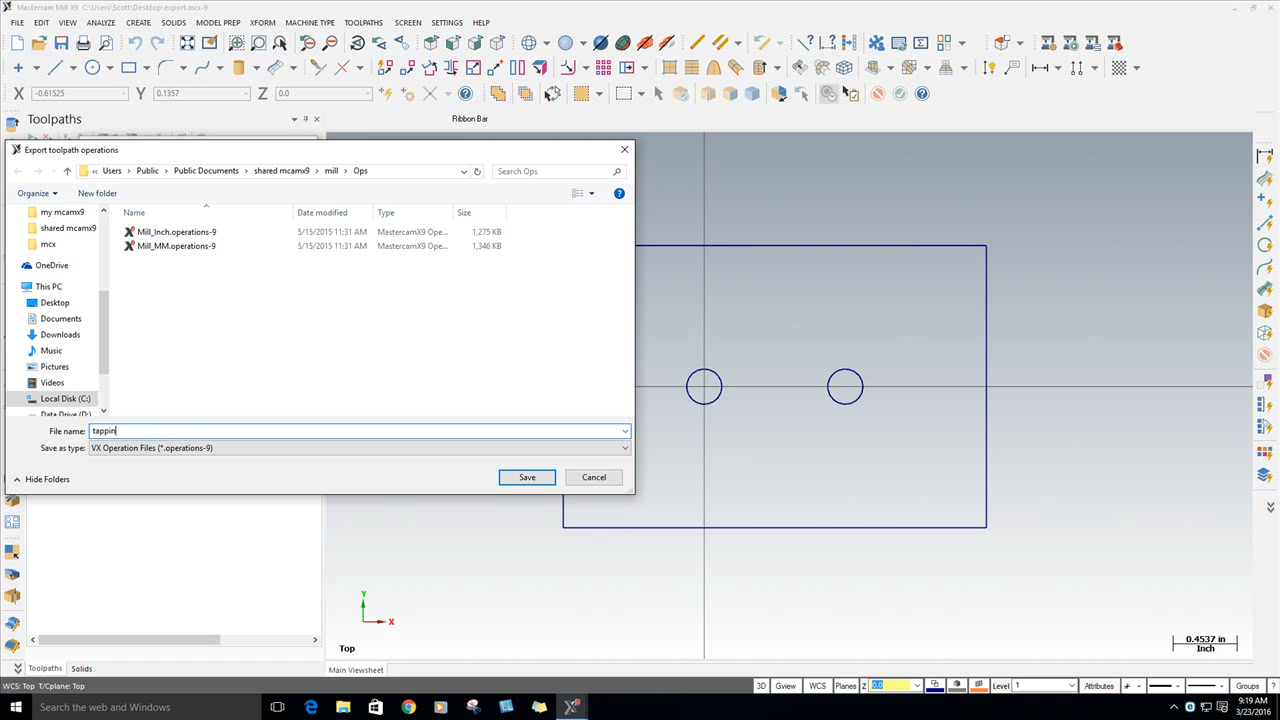 Mastercam Mill X9 C:\Users\Scott\Desktop\export.mcx-9
FILE EDIT VIEW ANALYZE CREATE SOLIDS MODEL PREP XFORM MACHINE TYPE TOOLPATHS SCREEN SETTINGS HELP
X -0.61525 Y 0.1357 Z 0.0
Toolpaths
Ribbon Bar
Export toolpath operations
« Users Public Public Documents shared mcamx9 mill Ops
Search Ops
Organize New folder
my mcamx9
shared mcamx9
mcx
OneDrive
This PC
Desktop
Documents
Downloads
Music
Pictures
Videos
Local Disk (C:)
Data Drive (D:)
Name Date modified Type Size
Mill_Inch.operations-9 5/15/2015 11:31 AM MastercamX9 Ope... 1,275 KB
Mill_MM.operations-9 5/15/2015 11:31 AM MastercamX9 Ope... 1,346 KB
File name: tappin
Save as type: VX Operation Files (*.operations-9)
Hide Folders
Save Cancel
Y
X
Top
0.4537 in
Inch
Toolpaths Solids
Main Viewsheet
WCS: Top T/Cplane: Top
3D Gview WCS Planes Z 0.0 Level 1 Attributes Groups
Search the web and Windows
9:19 AM
3/23/2016